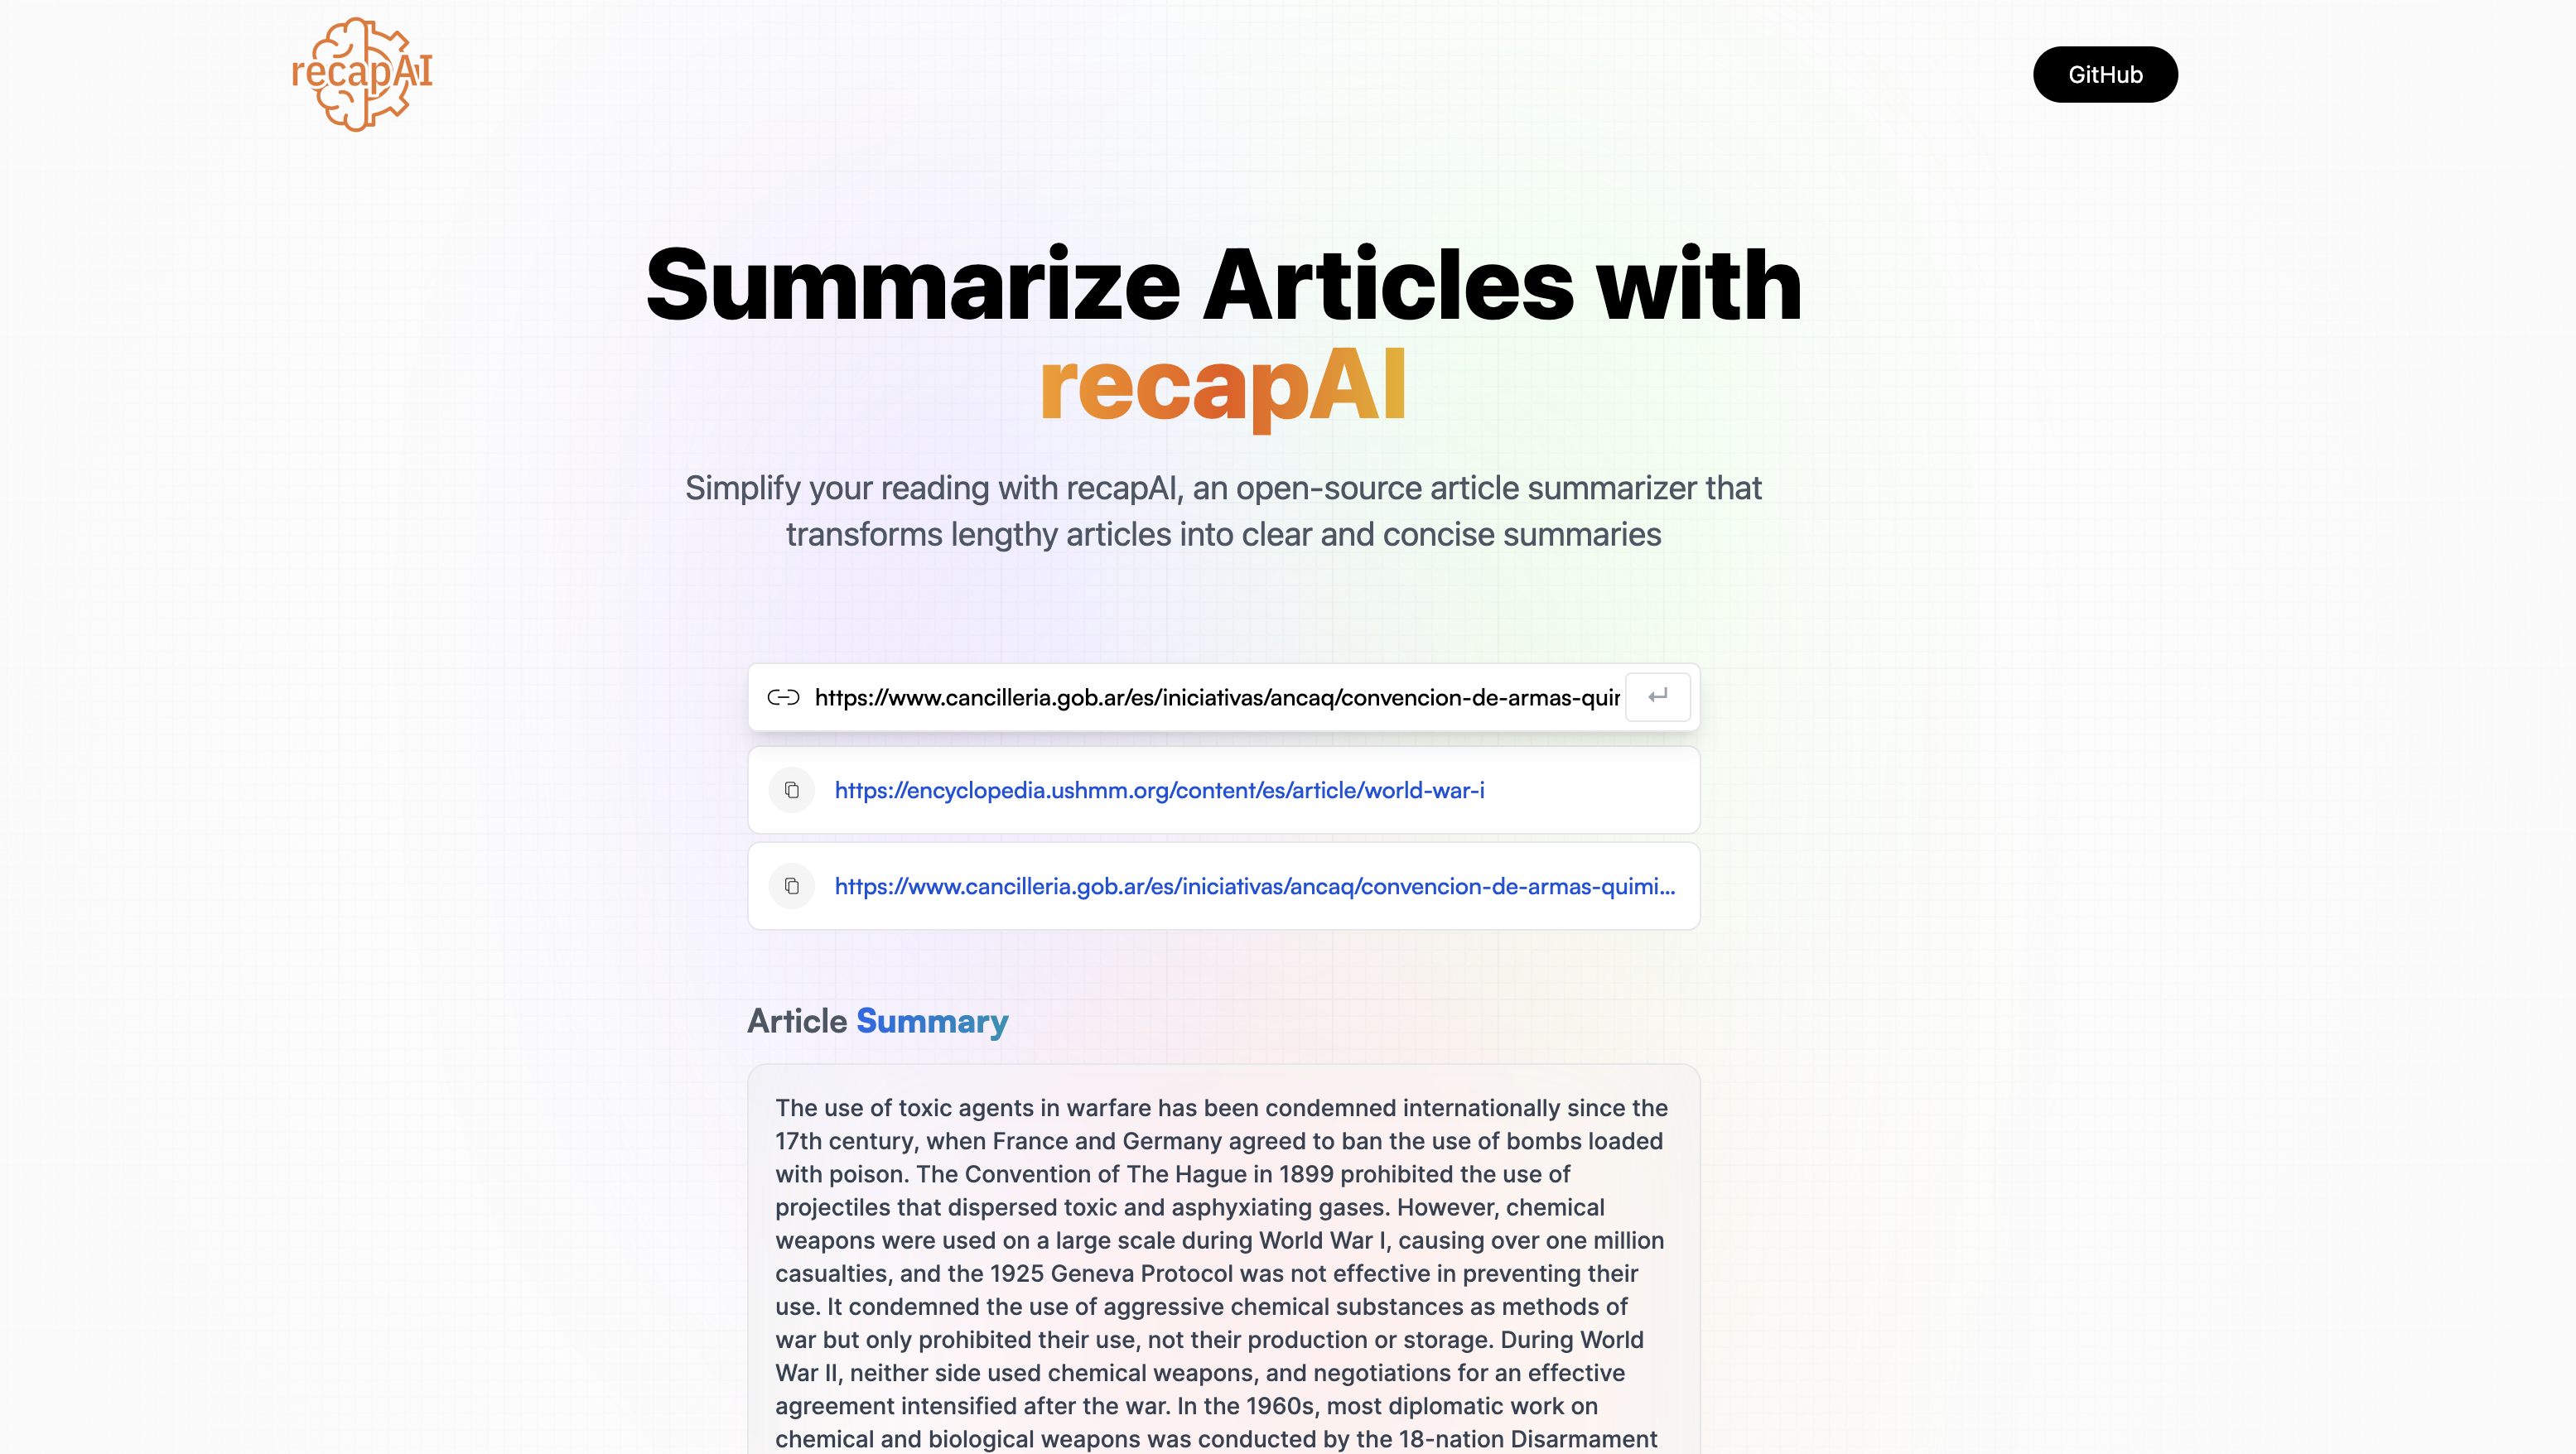 recapAI
GitHub
Summarize Articles with
recapAI
Simplify your reading with recapAI, an open-source article summarizer that
transforms lengthy articles into clear and concise summaries
https://www.cancilleria.gob.ar/es/iniciativas/ancaq/convencion-de-armas-quir
https://encyclopedia.ushmm.org/content/es/article/world-war-i
https://www.cancilleria.gob.ar/es/iniciativas/ancaq/convencion-de-armas-quimi...
Article Summary
The use of toxic agents in warfare has been condemned internationally since the
17th century, when France and Germany agreed to ban the use of bombs loaded
with poison. The Convention of The Hague in 1899 prohibited the use of
projectiles that dispersed toxic and asphyxiating gases. However, chemical
weapons were used on a large scale during World War I, causing over one million
casualties, and the 1925 Geneva Protocol was not effective in preventing their
use. It condemned the use of aggressive chemical substances as methods of
war but only prohibited their use, not their production or storage. During World
War II, neither side used chemical weapons, and negotiations for an effective
agreement intensified after the war. In the 1960s, most diplomatic work on
chemical and biological weapons was conducted by the 18-nation Disarmament